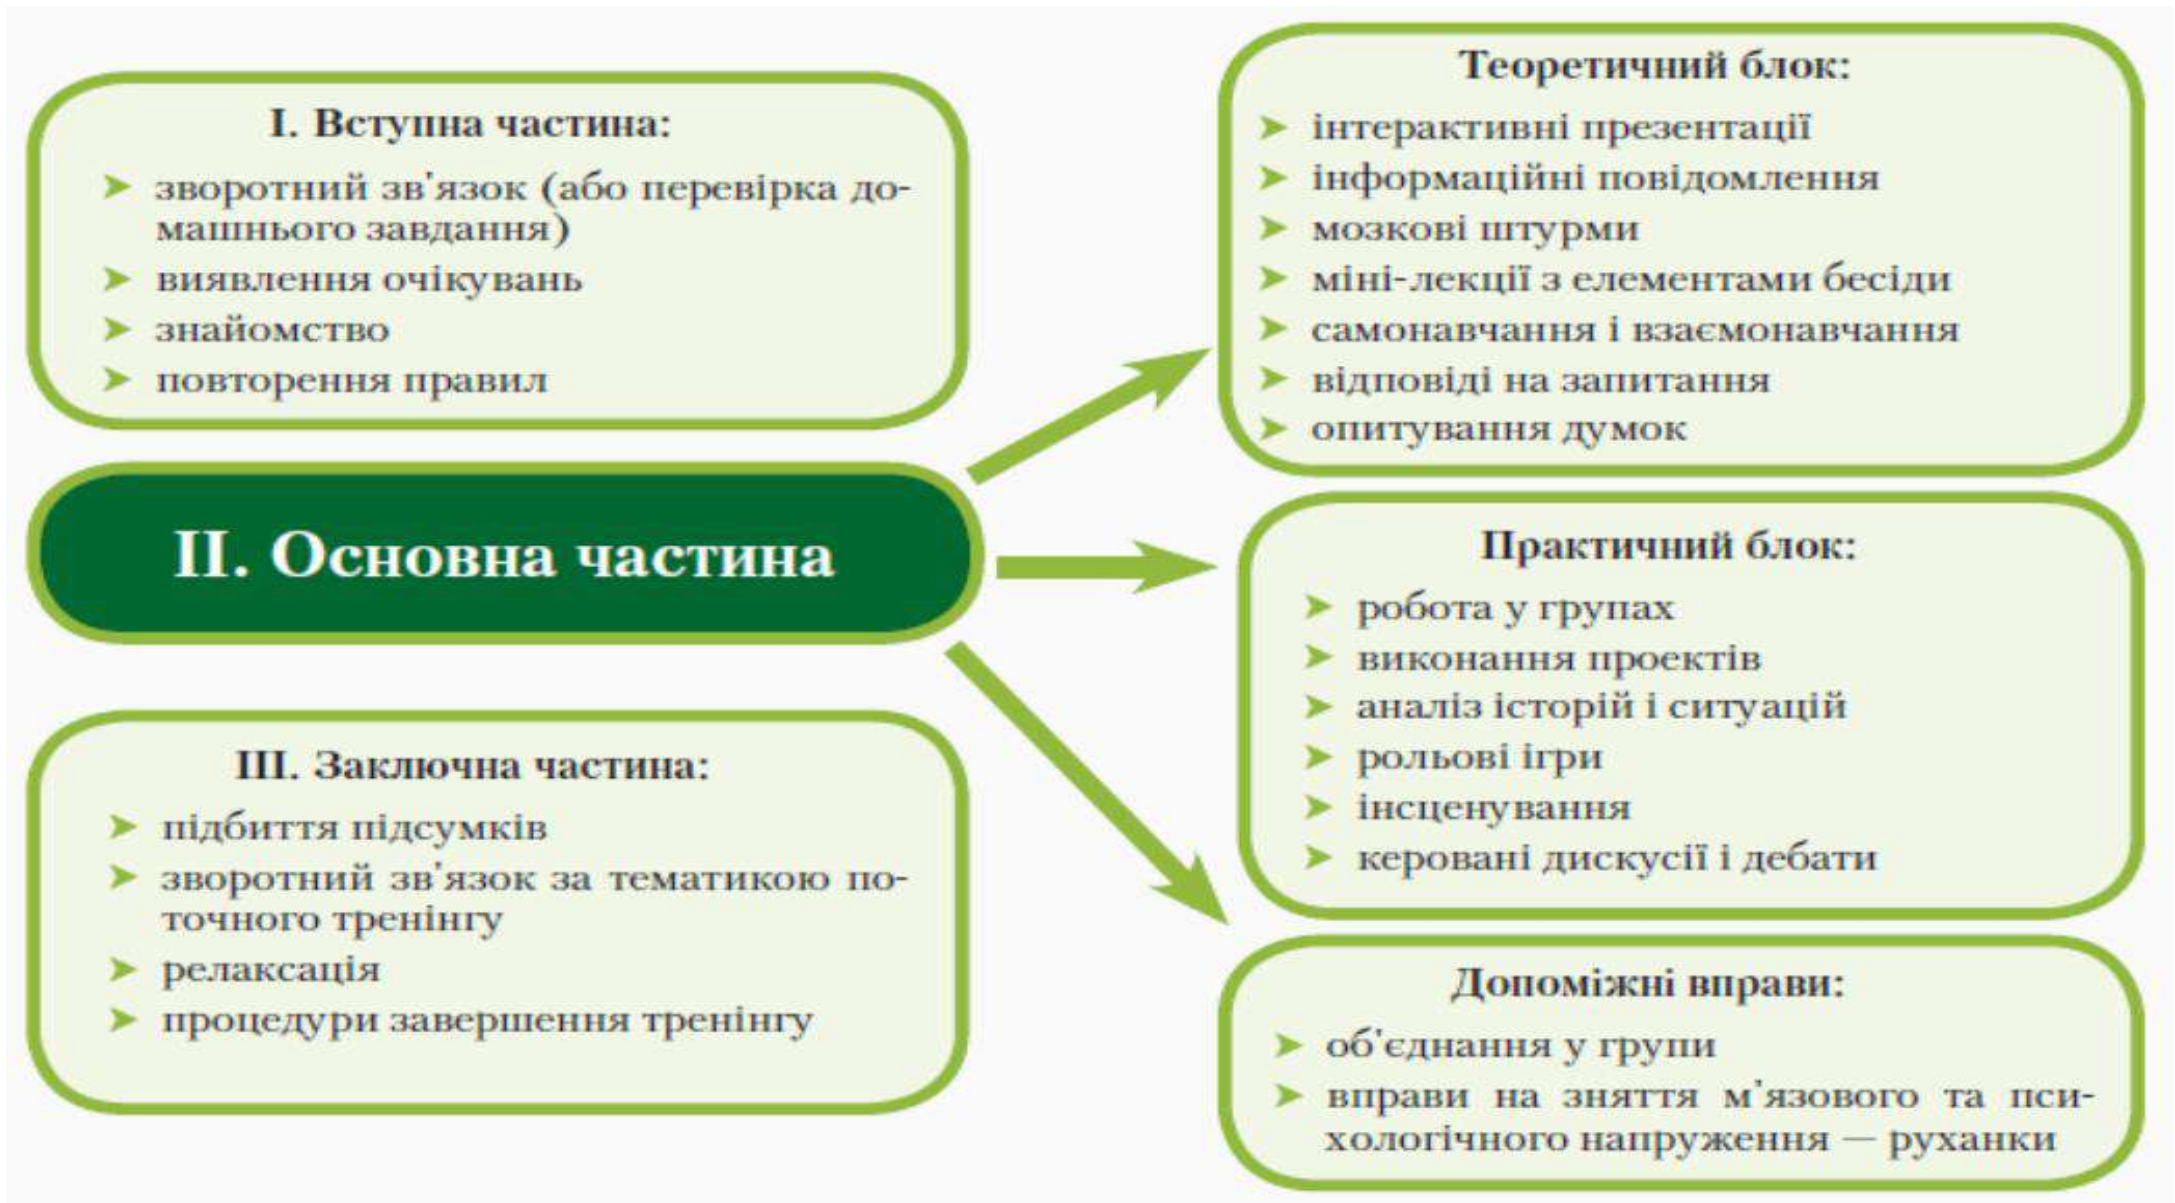 І. Вступна частина:
зворотний зв'язок (або перевірка до-
машнього завдання)
виявлення очікувань
знайомство
повторення правил
ІІ. Основна частина
ІІІ. Заключна частина:
підбиття підсумків
зворотний зв'язок за тематикою по-
точного тренінгу
релаксація
процедури завершення тренінгу
Теоретичний блок:
інтерактивні презентації
інформаційні повідомлення
мозкові штурми
міні-лекції з елементами бесіди
самонавчання і взаємонавчання
відповіді на запитання
опитування думок
Практичний блок:
робота у групах
виконання проектів
аналіз історій і ситуацій
рольові ігри
інсценування
керовані дискусії і дебати
Допоміжні вправи:
об'єднання у групи
вправи на зняття м'язового та пси-
хологічного напруження — руханки